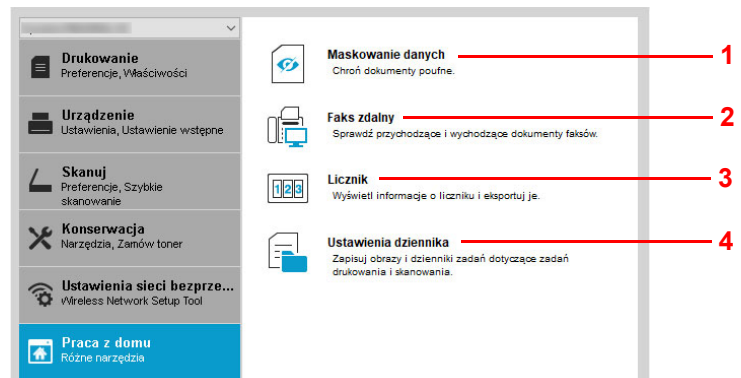 Drukowanie
Preferencje, Właściwości
Urządzenie
Ustawienia, Ustawienie wstępne
Skanuj
Preferencje, Szybkie
skanowanie
Konserwacja
Narzędzia, Zamów toner
Ustawienia sieci bezprze...
Wireless Network Setup Tool
Praca z domu
Różne narzędzia
Maskowanie danych
Chroń dokumenty poufne.
1
Faks zdalny
Sprawdź przychodzące i wychodzące dokumenty faksów.
2
123
Licznik
Wyświetl informacje o liczniku i eksportuj je.
3
Ustawienia dziennika
Zapisuj obrazy i dzienniki zadań dotyczące zadań
drukowania i skanowania.
4